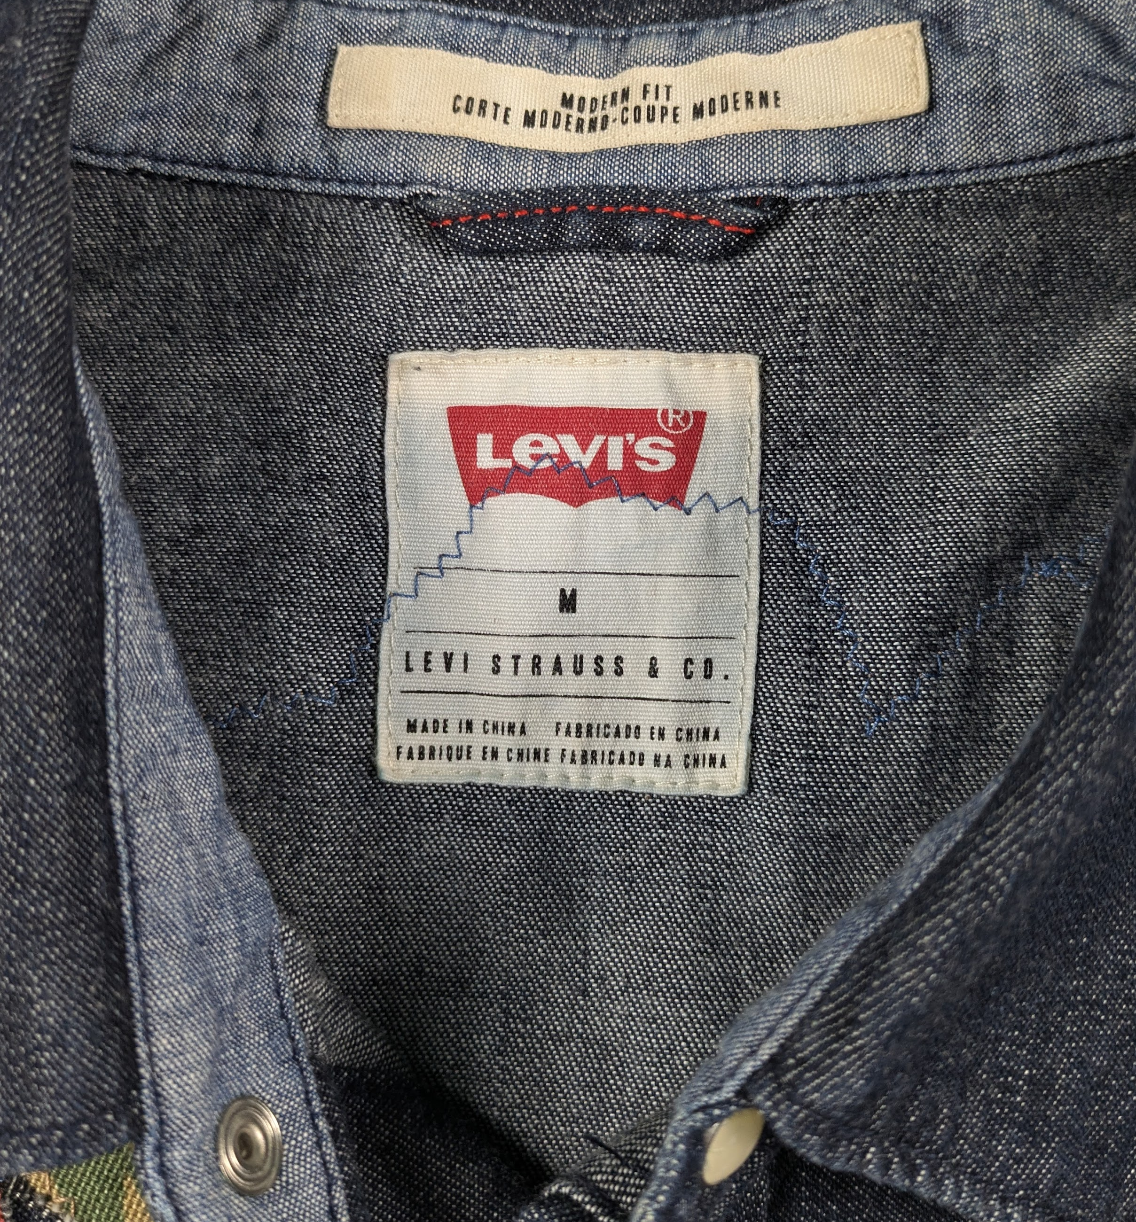 MODERN FIT
CORTE MODERNO-COUPE MODERNE
LEVI'S ®
M
LEVI STRAUSS & CO.
MADE IN CHINA FABRICADO EN CHINA
FABRIQUE EN CHINE FABRICADO NA CHINA